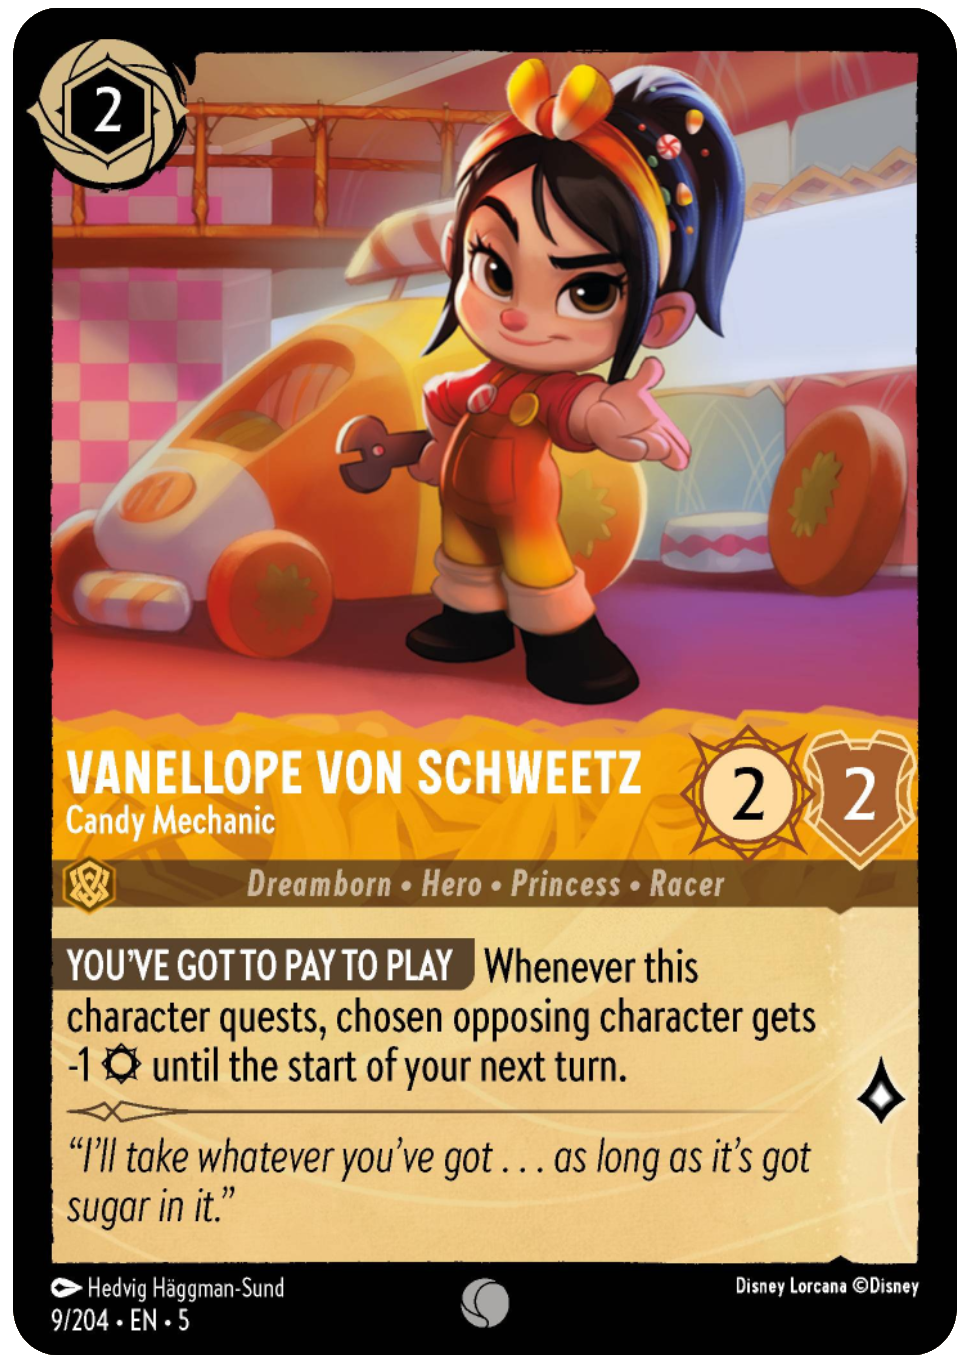 2
VANELLOPE VON SCHWEETZ
2
2
Candy Mechanic
Dreamborn • Hero • Princess • Racer
YOU'VE GOT TO PAY TO PLAY Whenever this
character quests, chosen opposing character gets
-1 until the start of your next turn.
“I'll take whatever you've got . . . as long as it's got
sugar in it.”
Hedvig Häggman-Sund
Disney Lorcana ©Disney
9/204 • EN • 5